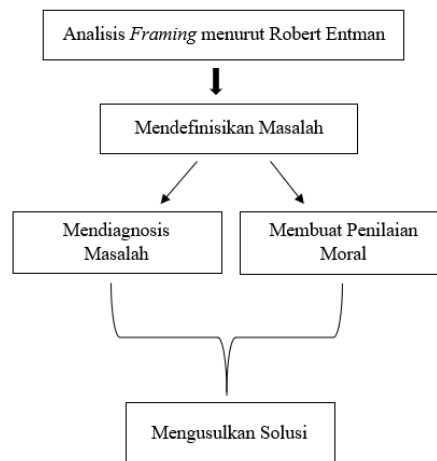 Analisis Framing menurut Robert Entman
Mendefinisikan Masalah
Mendiagnosis
Masalah
Membuat Penilaian
Moral
Mengusulkan Solusi